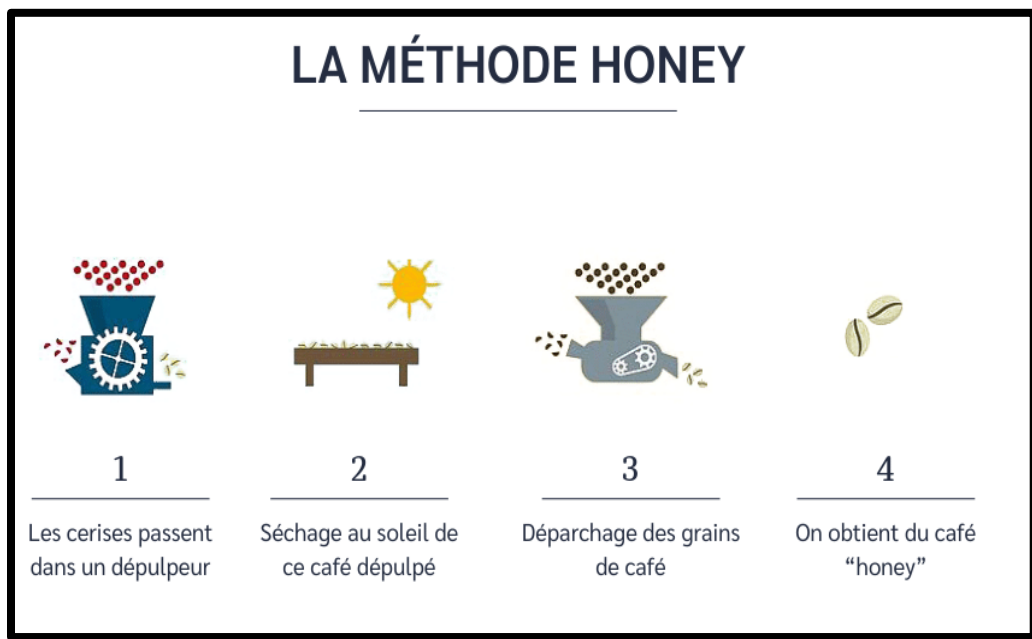 LA MÉTHODE HONEY
1
Les cerises passent
dans un dépulpeur
2
Séchage au soleil de
ce café dépulpé
3
Déparchage des grains
de café
4
On obtient du café
“honey”